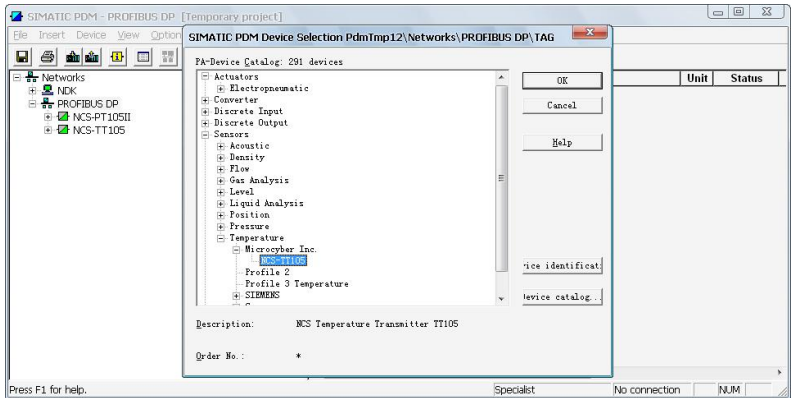 SIMATIC PDM - PROFIBUS DP [Temporary project]
File Insert Device View Option
SIMATIC PDM Device Selection PdmTmp12\Networks\PROFIBUS DP\TAG
PA-Device Catalog: 291 devices
Networks
NDK
PROFIBUS DP
NCS-PT105II
NCS-TT105
Actuators
Electropneumatic
Converter
Discrete Input
Discrete Output
Sensors
Acoustic
Density
Flow
Gas Analysis
Level
Liquid Analysis
Position
Pressure
Temperature
Microcyber Inc.
NCS-TT105
Profile 2
Profile 3 Temperature
SIEMENS
OK
Cancel
Help
ice identificat
evice catalog...
Unit Status
Description: NCS Temperature Transmitter TT105
Order No.: *
Press F1 for help. Specialist No connection NUM